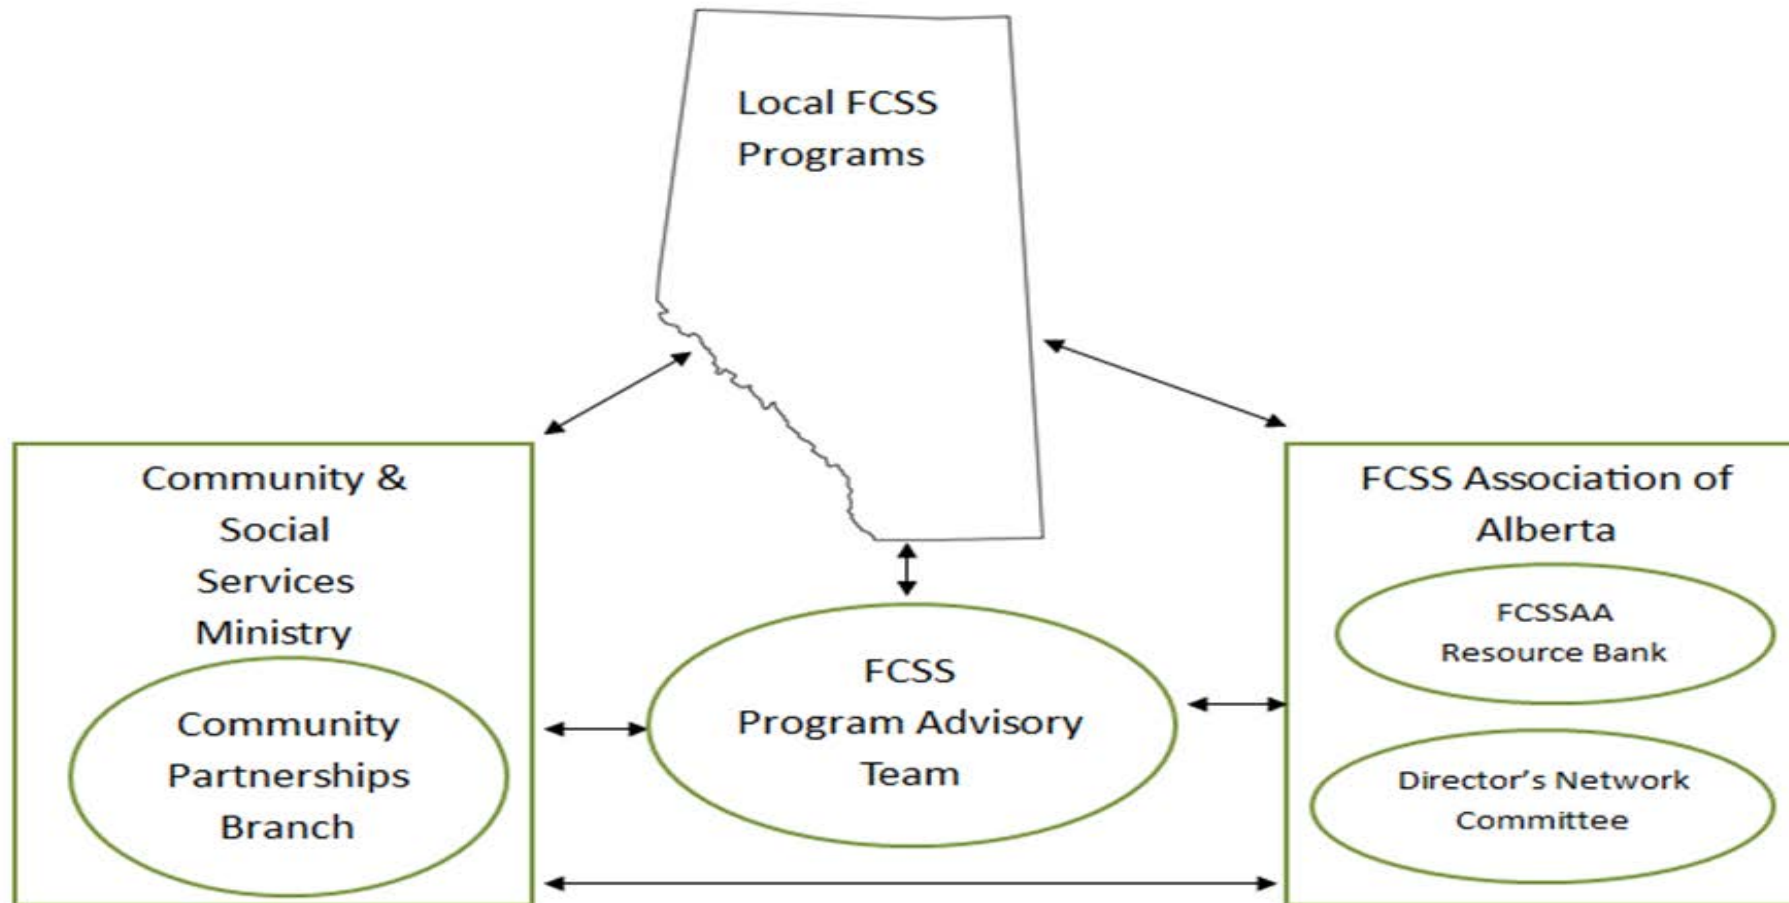 Local FCSS
Programs
Community &
Social
Services
Ministry
Community
Partnerships
Branch
FCSS
Program Advisory
Team
FCSS Association of
Alberta
FCSSAA
Resource Bank
Director’s Network
Committee